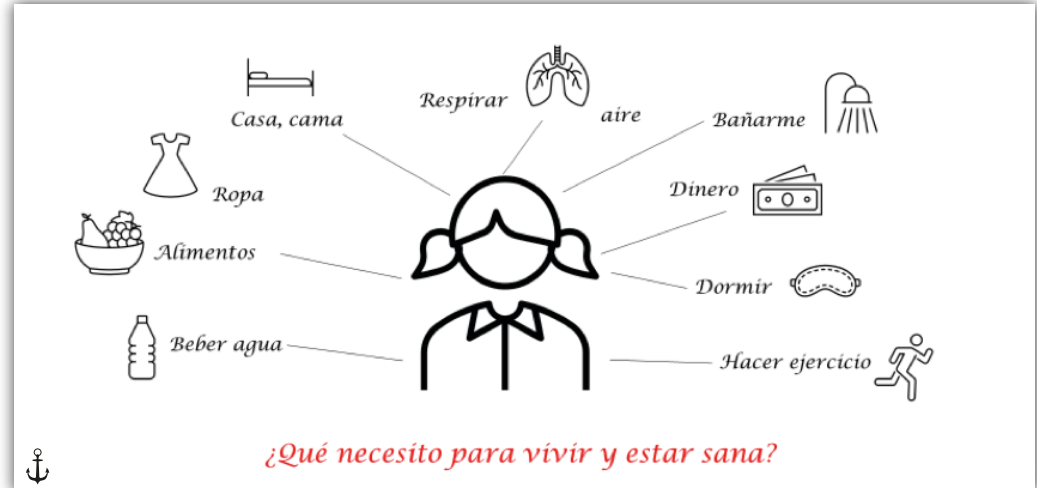 Casa, cama
Respirar
aire
Bañarme
Ropa
Dinero
Alimentos
Dormir
Beber agua
Hacer ejercicio
¿Qué necesito para vivir y estar sana?